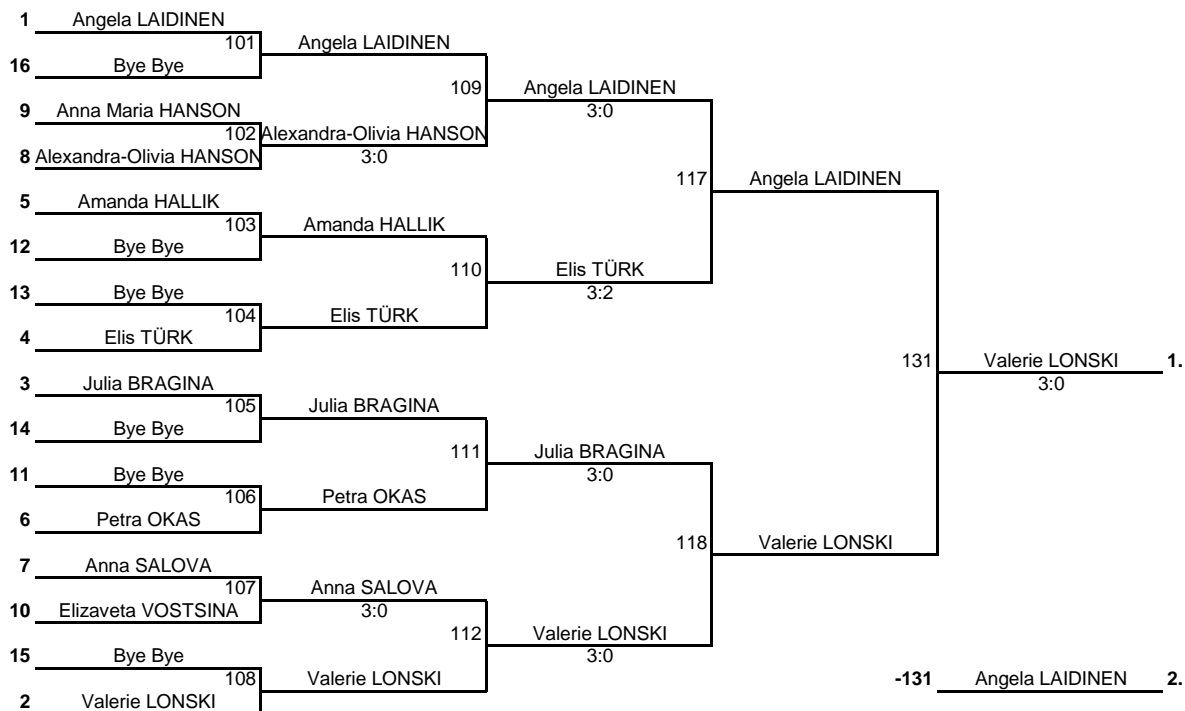 1 Angela LAIDINEN
101 Angela LAIDINEN
16 Bye Bye
109 Angela LAIDINEN
3:0
9 Anna Maria HANSON
102 Alexandra-Olivia HANSON
3:0
8 Alexandra-Olivia HANSON
117 Angela LAIDINEN
5 Amanda HALLIK
103 Amanda HALLIK
12 Bye Bye
110 Elis TÜRK
3:2
13 Bye Bye
104 Elis TÜRK
4 Elis TÜRK
131 Valerie LONSKI 1.
3:0
3 Julia BRAGINA
105 Julia BRAGINA
14 Bye Bye
111 Julia BRAGINA
3:0
11 Bye Bye
106 Petra OKAS
6 Petra OKAS
118 Valerie LONSKI
7 Anna SALOVA
107 Anna SALOVA
3:0
10 Elizaveta VOSTSINA
112 Valerie LONSKI
3:0
15 Bye Bye
108 Valerie LONSKI
2 Valerie LONSKI
-131 Angela LAIDINEN 2.